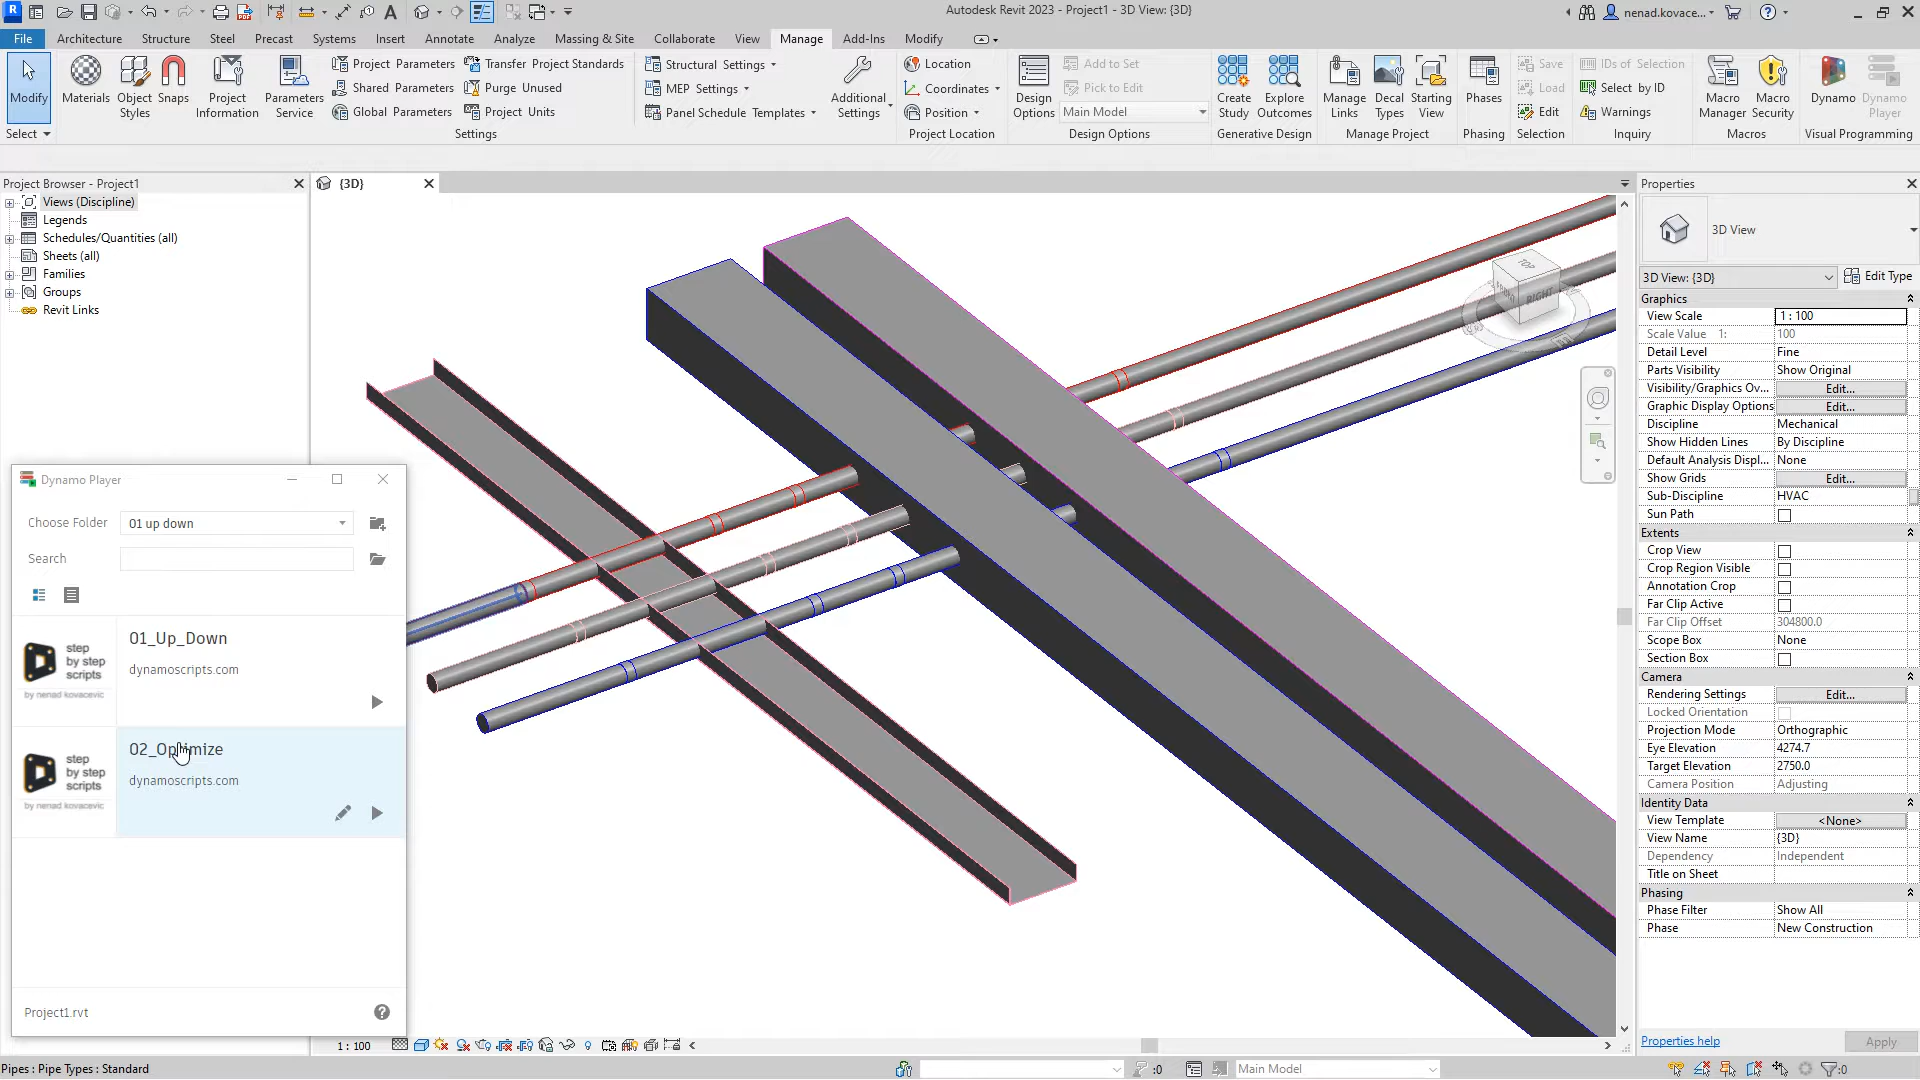 Autodesk Revit 2023 - Project1 - 3D View: {3D}
nenad.kovace...
File Architecture Structure Steel Precast Systems Insert Annotate Analyze Massing & Site Collaborate View Manage Add-Ins Modify
Modify
Materials
Object Styles
Snaps
Project Information
Parameters Service
Project Parameters
Shared Parameters
Global Parameters
Transfer Project Standards
Purge Unused
Project Units
Structural Settings
MEP Settings
Panel Schedule Templates
Additional Settings
Location
Coordinates
Position
Design Options
Add to Set
Pick to Edit
Main Model
Create Study
Explore Outcomes
Manage Links
Decal Types
Starting View
Phases
Save
Load
Edit
IDs of Selection
Select by ID
Warnings
Macro Manager
Macro Security
Dynamo
Dynamo Player
Select
Settings
Project Location
Design Options
Generative Design
Manage Project
Phasing
Selection
Inquiry
Macros
Visual Programming
Project Browser - Project1
Views (Discipline)
Legends
Schedules/Quantities (all)
Sheets (all)
Families
Groups
Revit Links
{3D}
TOP
FRONT
RIGHT
Dynamo Player
Choose Folder 01 up down
Search
step by step scripts
by nenad kovacevic
01_Up_Down
dynamoscripts.com
step by step scripts
by nenad kovacevic
02_Optimize
dynamoscripts.com
Project1.rvt
Properties
3D View
3D View: {3D} Edit Type
Graphics
View Scale 1 : 100
Scale Value 1: 100
Detail Level Fine
Parts Visibility Show Original
Visibility/Graphics Ov... Edit...
Graphic Display Options Edit...
Discipline Mechanical
Show Hidden Lines By Discipline
Default Analysis Displ... None
Show Grids Edit...
Sub-Discipline HVAC
Sun Path
Extents
Crop View
Crop Region Visible
Annotation Crop
Far Clip Active
Far Clip Offset 304800.0
Scope Box None
Section Box
Camera
Rendering Settings Edit...
Locked Orientation
Projection Mode Orthographic
Eye Elevation 4274.7
Target Elevation 2750.0
Camera Position Adjusting
Identity Data
View Template <None>
View Name {3D}
Dependency Independent
Title on Sheet
Phasing
Phase Filter Show All
Phase New Construction
Properties help Apply
1 : 100
Pipes : Pipe Types : Standard
:0
Main Model
:0